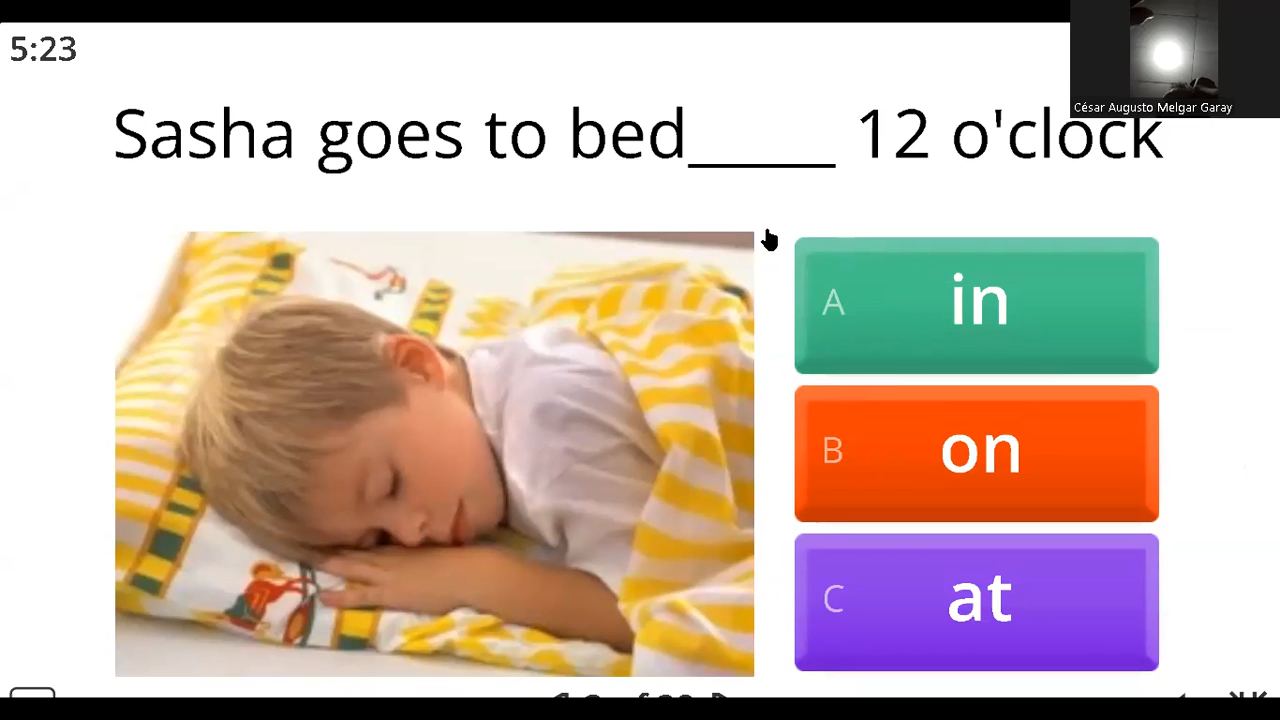 5:23
César Augusto Melgar Garay
Sasha goes to bed_____ 12 o'clock
A in
B on
C at